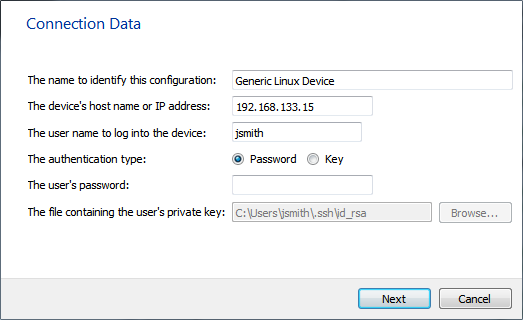 Connection Data
The name to identify this configuration: Generic Linux Device
The device's host name or IP address: 192.168.133.15
The user name to log into the device: jsmith
The authentication type: Password Key
The user's password:
The file containing the user's private key: C:\Users\jsmith\.ssh\id_rsa Browse...
Next Cancel